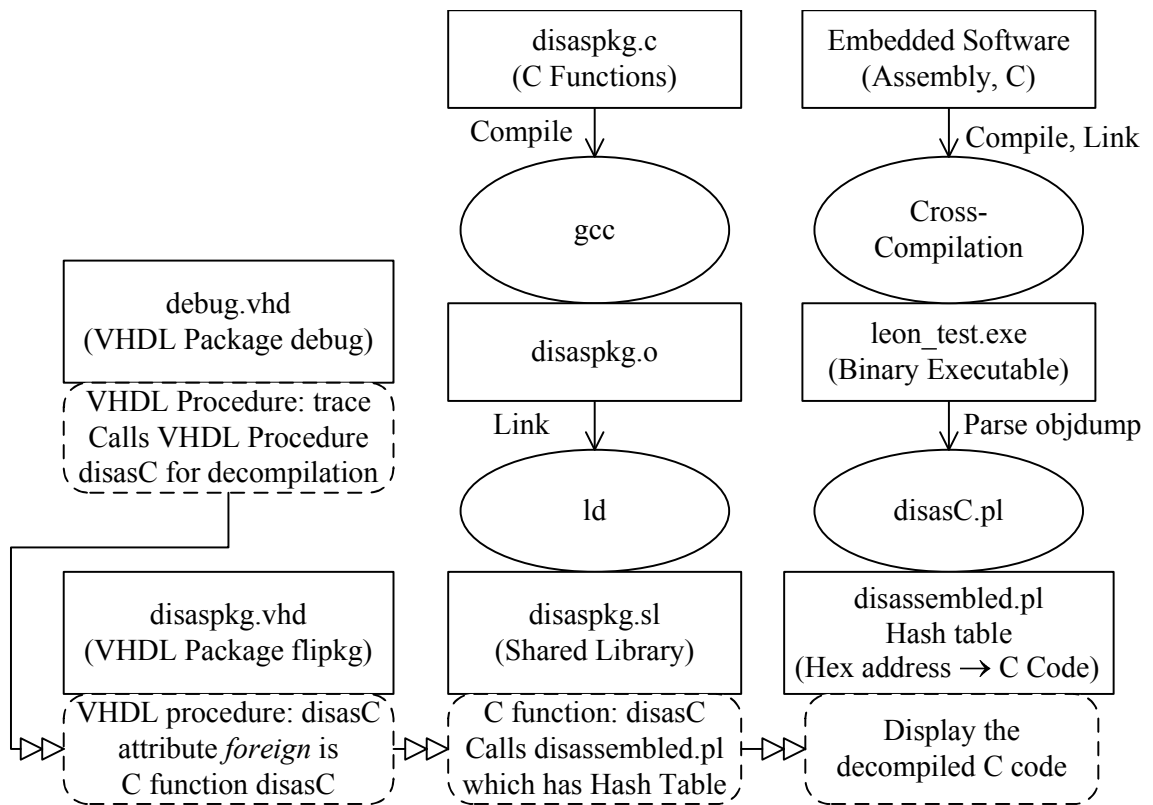 disaspkg.c
(C Functions)
Embedded Software
(Assembly, C)
Compile
Compile, Link
gcc
Cross-
Compilation
debug.vhd
(VHDL Package debug)
disaspkg.o
leon_test.exe
(Binary Executable)
VHDL Procedure: trace
Calls VHDL Procedure
disasC for decompilation
Link
Parse objdump
ld
disasC.pl
disaspkg.vhd
(VHDL Package flipkg)
disaspkg.sl
(Shared Library)
disassembled.pl
Hash table
(Hex address → C Code)
VHDL procedure: disasC
attribute foreign is
C function disasC
C function: disasC
Calls disassembled.pl
which has Hash Table
Display the
decompiled C code